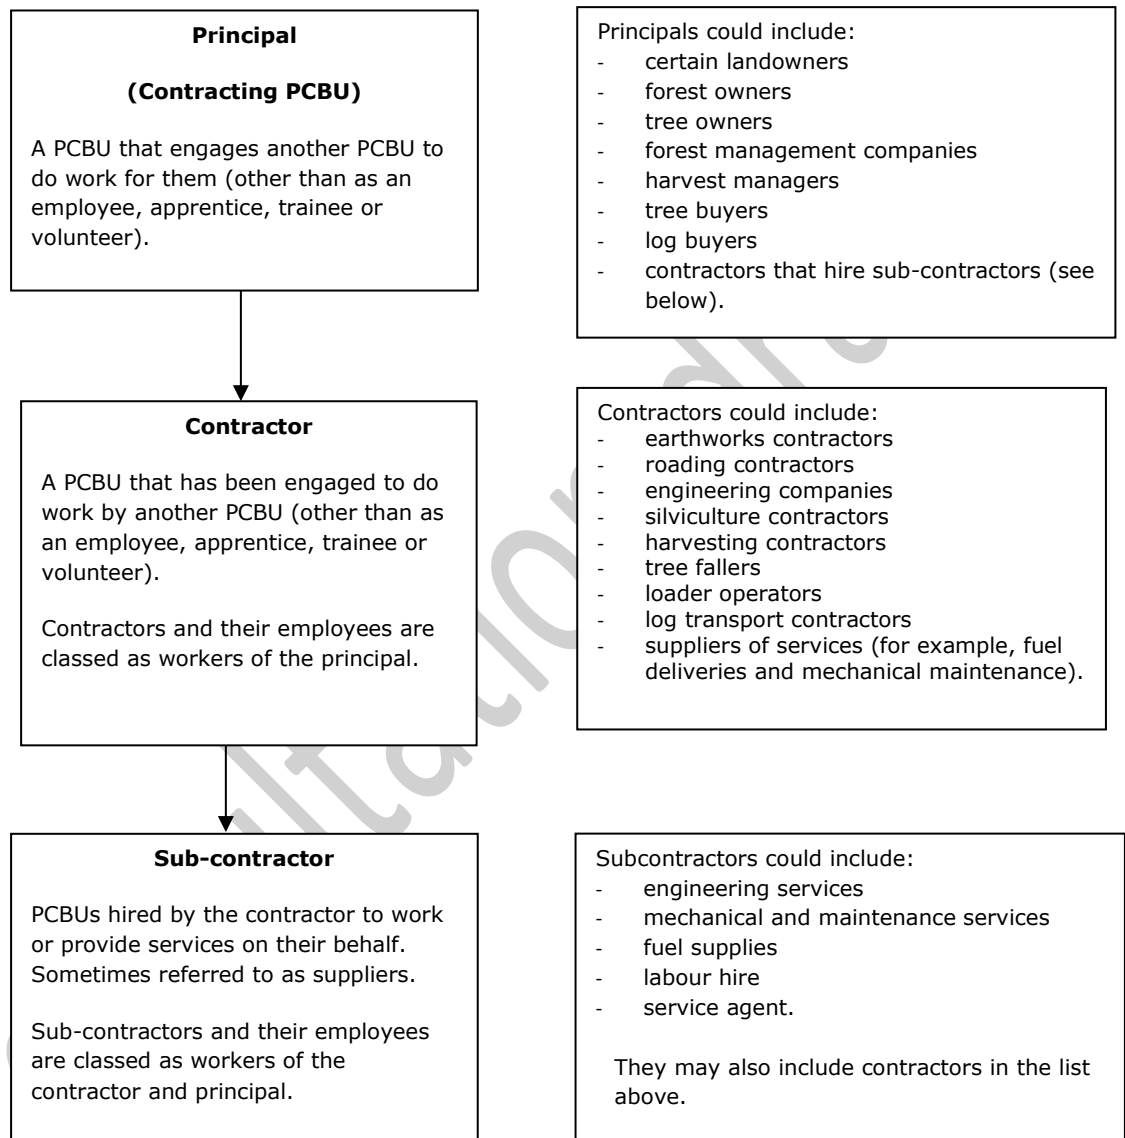 Principal
(Contracting PCBU)
A PCBU that engages another PCBU to
do work for them (other than as an
employee, apprentice, trainee or
volunteer).
Principals could include:
- certain landowners
- forest owners
- tree owners
- forest management companies
- harvest managers
- tree buyers
- log buyers
- contractors that hire sub-contractors (see
below).
Contractor
A PCBU that has been engaged to do
work by another PCBU (other than as
an employee, apprentice, trainee or
volunteer).
Contractors and their employees are
classed as workers of the principal.
Contractors could include:
- earthworks contractors
- roading contractors
- engineering companies
- silviculture contractors
- harvesting contractors
- tree fallers
- loader operators
- log transport contractors
- suppliers of services (for example, fuel
deliveries and mechanical maintenance).
Sub-contractor
PCBUs hired by the contractor to work
or provide services on their behalf.
Sometimes referred to as suppliers.
Sub-contractors and their employees
are classed as workers of the
contractor and principal.
Subcontractors could include:
- engineering services
- mechanical and maintenance services
- fuel supplies
- labour hire
- service agent.
They may also include contractors in the list
above.